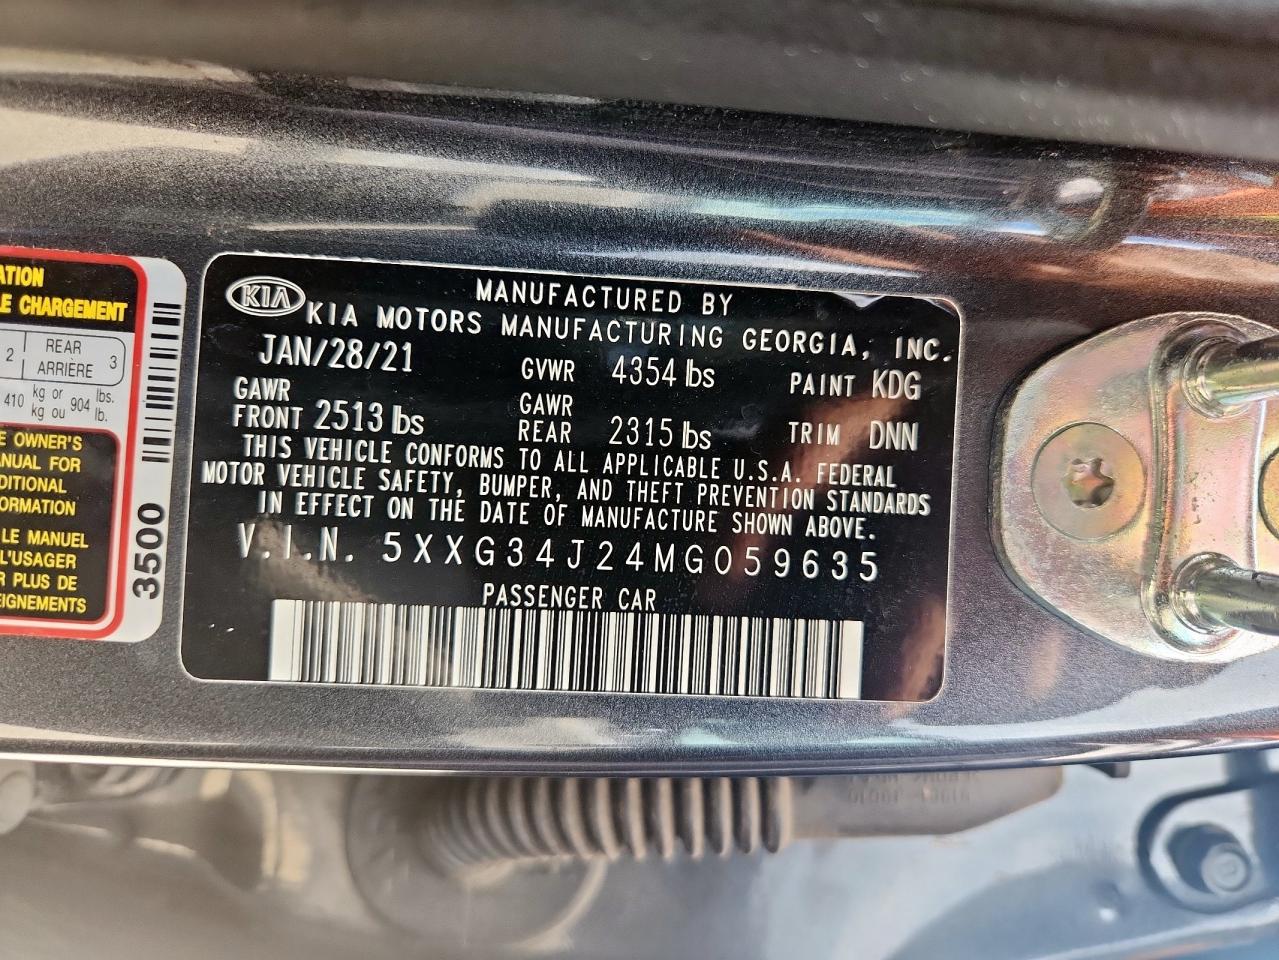 ATION
E CHARGEMENT
2 REAR 3
ARRIÈRE
410 kg or 904 lbs.
kg ou lb.
E OWNER'S
ANUAL FOR
DITIONAL
FORMATION
LE MANUEL
L'USAGER
R PLUS DE
EIGNEMENTS
3500
KIA
MANUFACTURED BY
KIA MOTORS MANUFACTURING GEORGIA, INC.
JAN/28/21 GVWR 4354 lbs PAINT KDG
GAWR FRONT 2513 lbs GAWR REAR 2315 lbs TRIM DNN
THIS VEHICLE CONFORMS TO ALL APPLICABLE U.S.A. FEDERAL
MOTOR VEHICLE SAFETY, BUMPER, AND THEFT PREVENTION STANDARDS
IN EFFECT ON THE DATE OF MANUFACTURE SHOWN ABOVE.
V.I.N. 5XXG34J24MG059635
PASSENGER CAR